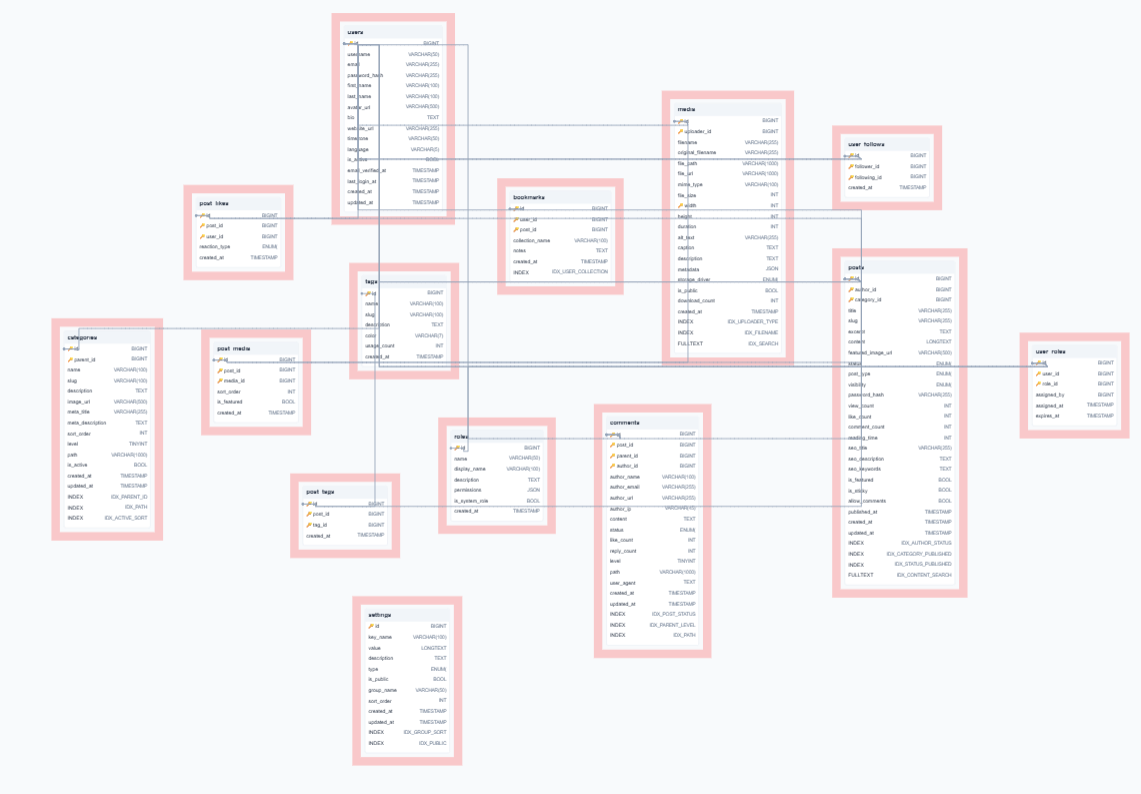 users
id BIGINT
username VARCHAR(50)
email VARCHAR(255)
password_hash VARCHAR(255)
first_name VARCHAR(100)
last_name VARCHAR(100)
avatar_url VARCHAR(500)
bio TEXT
website_url VARCHAR(255)
timezone VARCHAR(50)
language VARCHAR(5)
is_active BOOL
email_verified_at TIMESTAMP
last_login_at TIMESTAMP
created_at TIMESTAMP
updated_at TIMESTAMP
media
id BIGINT
uploader_id BIGINT
filename VARCHAR(255)
original_filename VARCHAR(255)
file_path VARCHAR(1000)
file_url VARCHAR(1000)
mime_type VARCHAR(100)
file_size INT
width INT
height INT
duration INT
alt_text VARCHAR(255)
caption TEXT
description TEXT
metadata JSON
storage_driver ENUM(
is_public BOOL
download_count INT
created_at TIMESTAMP
INDEX IDX_UPLOADER_TYPE
INDEX IDX_FILENAME
FULLTEXT IDX_SEARCH
user_follows
id BIGINT
follower_id BIGINT
following_id BIGINT
created_at TIMESTAMP
post_likes
id BIGINT
post_id BIGINT
user_id BIGINT
reaction_type ENUM(
created_at TIMESTAMP
bookmarks
id BIGINT
user_id BIGINT
post_id BIGINT
collection_name VARCHAR(100)
notes TEXT
created_at TIMESTAMP
INDEX IDX_USER_COLLECTION
posts
id BIGINT
author_id BIGINT
category_id BIGINT
title VARCHAR(255)
slug VARCHAR(255)
excerpt TEXT
content LONGTEXT
featured_image_url VARCHAR(500)
status ENUM(
post_type ENUM(
visibility ENUM(
password_hash VARCHAR(255)
view_count INT
like_count INT
comment_count INT
reading_time INT
seo_title VARCHAR(255)
seo_description TEXT
seo_keywords TEXT
is_featured BOOL
is_sticky BOOL
allow_comments BOOL
published_at TIMESTAMP
created_at TIMESTAMP
updated_at TIMESTAMP
INDEX IDX_AUTHOR_STATUS
INDEX IDX_CATEGORY_PUBLISHED
INDEX IDX_STATUS_PUBLISHED
FULLTEXT IDX_CONTENT_SEARCH
tags
id BIGINT
name VARCHAR(100)
slug VARCHAR(100)
description TEXT
color VARCHAR(7)
usage_count INT
created_at TIMESTAMP
categories
id BIGINT
parent_id BIGINT
name VARCHAR(100)
slug VARCHAR(100)
description TEXT
image_url VARCHAR(500)
meta_title VARCHAR(255)
meta_description TEXT
sort_order INT
level TINYINT
path VARCHAR(1000)
is_active BOOL
created_at TIMESTAMP
updated_at TIMESTAMP
INDEX IDX_PARENT_ID
INDEX IDX_PATH
INDEX IDX_ACTIVE_SORT
post_media
id BIGINT
post_id BIGINT
media_id BIGINT
sort_order INT
is_featured BOOL
created_at TIMESTAMP
user_roles
id BIGINT
user_id BIGINT
role_id BIGINT
assigned_by BIGINT
assigned_at TIMESTAMP
expires_at TIMESTAMP
roles
id BIGINT
name VARCHAR(50)
display_name VARCHAR(100)
description TEXT
permissions JSON
is_system_role BOOL
created_at TIMESTAMP
comments
id BIGINT
post_id BIGINT
parent_id BIGINT
author_id BIGINT
author_name VARCHAR(100)
author_email VARCHAR(255)
author_url VARCHAR(255)
author_ip
content TEXT
status ENUM(
like_count INT
reply_count INT
level TINYINT
path VARCHAR(1000)
user_agent TEXT
created_at TIMESTAMP
updated_at TIMESTAMP
INDEX IDX_POST_STATUS
INDEX IDX_PARENT_LEVEL
INDEX IDX_PATH
post_tags
id BIGINT
post_id BIGINT
tag_id BIGINT
created_at TIMESTAMP
settings
id BIGINT
key_name VARCHAR(100)
value LONGTEXT
description TEXT
type ENUM(
is_public BOOL
group_name VARCHAR(50)
sort_order INT
created_at TIMESTAMP
updated_at TIMESTAMP
INDEX IDX_GROUP_SORT
INDEX IDX_PUBLIC